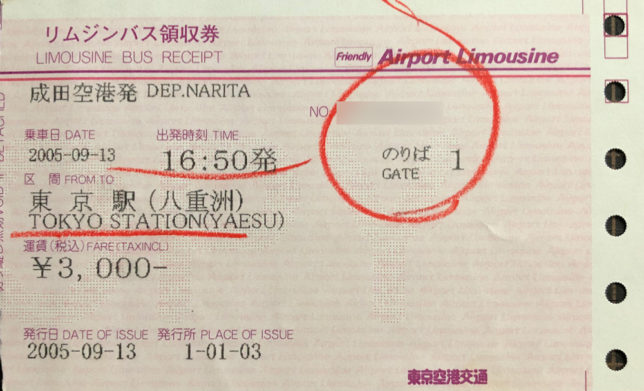 リムジンバス領収券
LIMOUSINE BUS RECEIPT
Friendly Airport Limousine
成田空港発 DEP.NARITA
NO
乗車日 DATE 出発時刻 TIME
2005-09-13 16:50発
のりば 1
GATE
区 間 FROM TO
東 京 駅 (八重洲)
TOKYO STATION(YAESU)
運賃(税込) FARE(TAXINCL)
¥3,000-
発行日 DATE OF ISSUE 発行所 PLACE OF ISSUE
2005-09-13 1-01-03
東京空港交通